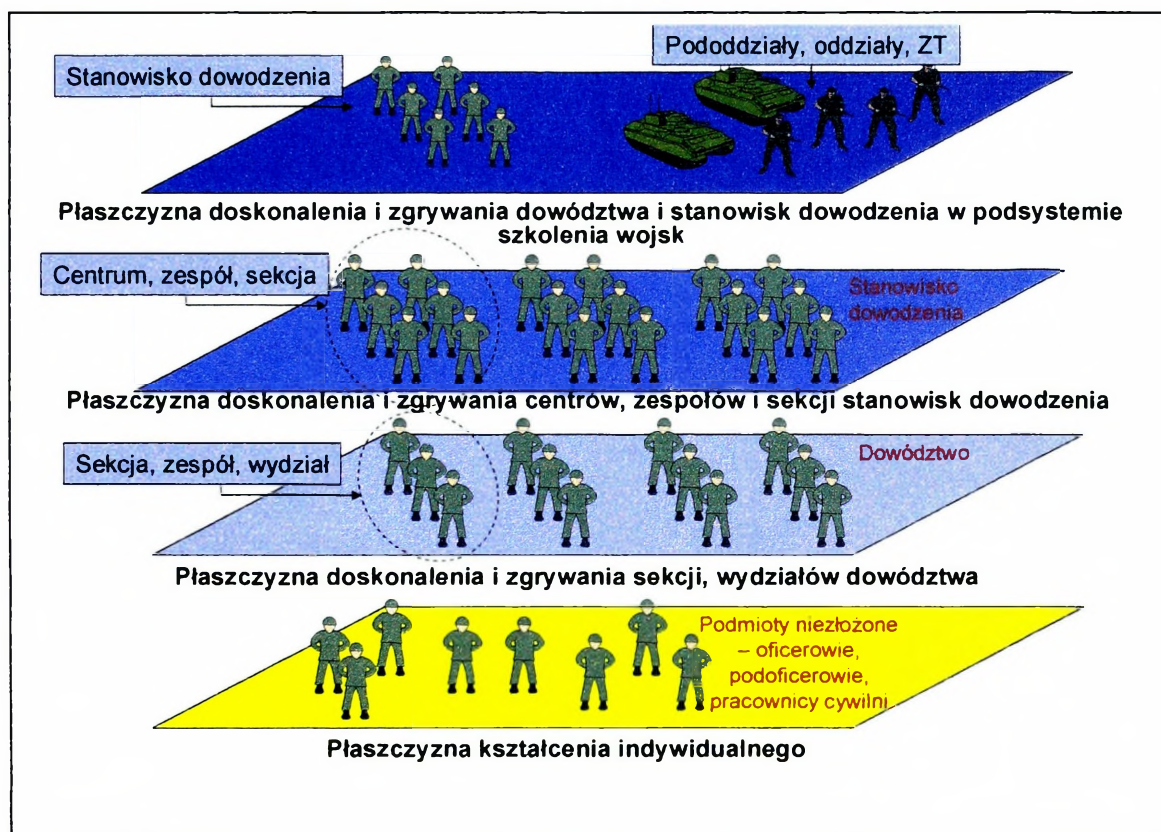 Pododdziały, oddziały, ZT
Stanowisko dowodzenia
Płaszczyzna doskonalenia i zgrywania dowództwa i stanowisk dowodzenia w podsystemie
szkolenia wojsk
Centrum, zespół, sekcja
Stanowisko
dowodzenia
Płaszczyzna doskonalenia i zgrywania centrów, zespołów i sekcji stanowisk dowodzenia
Sekcja, zespół, wydział
Dowództwo
Płaszczyzna doskonalenia i zgrywania sekcji, wydziałów dowództwa
Podmioty niezłożone
– oficerowie,
podoficerowie,
pracownicy cywilni
Płaszczyzna kształcenia indywidualnego